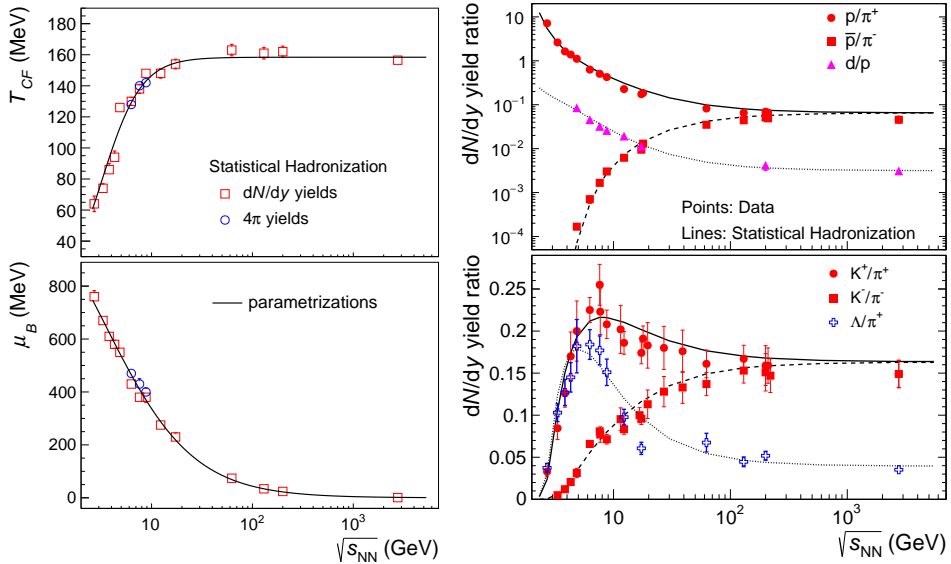 T_CF (MeV)
180
160
140
120
100
80
60
40
Statistical Hadronization
dN/dy yields
4π yields
μ_B (MeV)
800
600
400
200
0
parametrizations
10
10²
10³
√s_NN (GeV)
dN/dy yield ratio
10
1
10⁻¹
10⁻²
10⁻³
10⁻⁴
p/π⁺
p̅/π⁻
d/p
Points: Data
Lines: Statistical Hadronization
dN/dy yield ratio
0.25
0.2
0.15
0.1
0.05
0
K⁺/π⁺
K⁻/π⁻
Λ/π⁺
10
10²
10³
√s_NN (GeV)